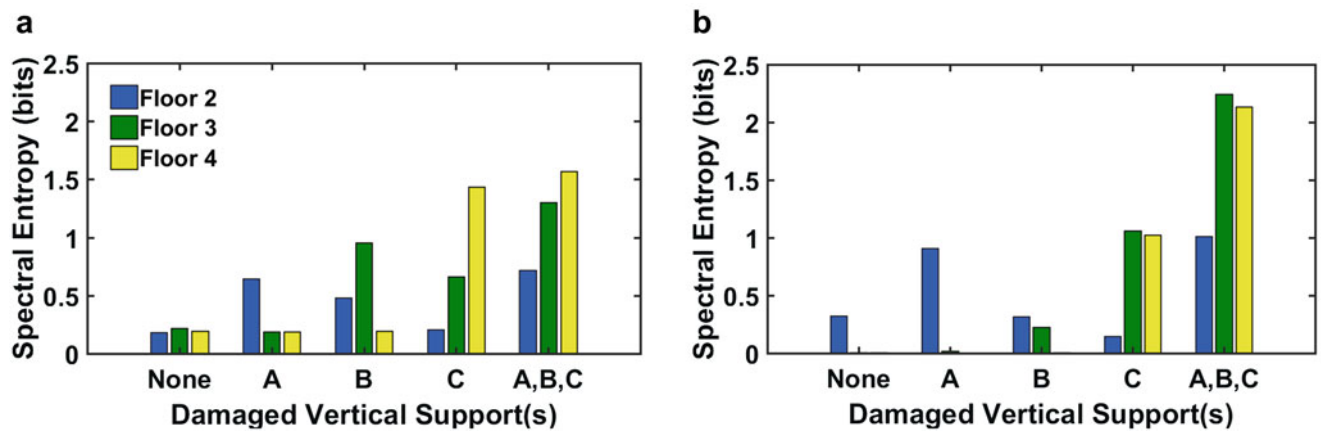 a
Spectral Entropy (bits)
2.5
2
1.5
1
0.5
0
Floor 2
Floor 3
Floor 4
None A B C A,B,C
Damaged Vertical Support(s)
b
Spectral Entropy (bits)
2.5
2
1.5
1
0.5
0
None A B C A,B,C
Damaged Vertical Support(s)